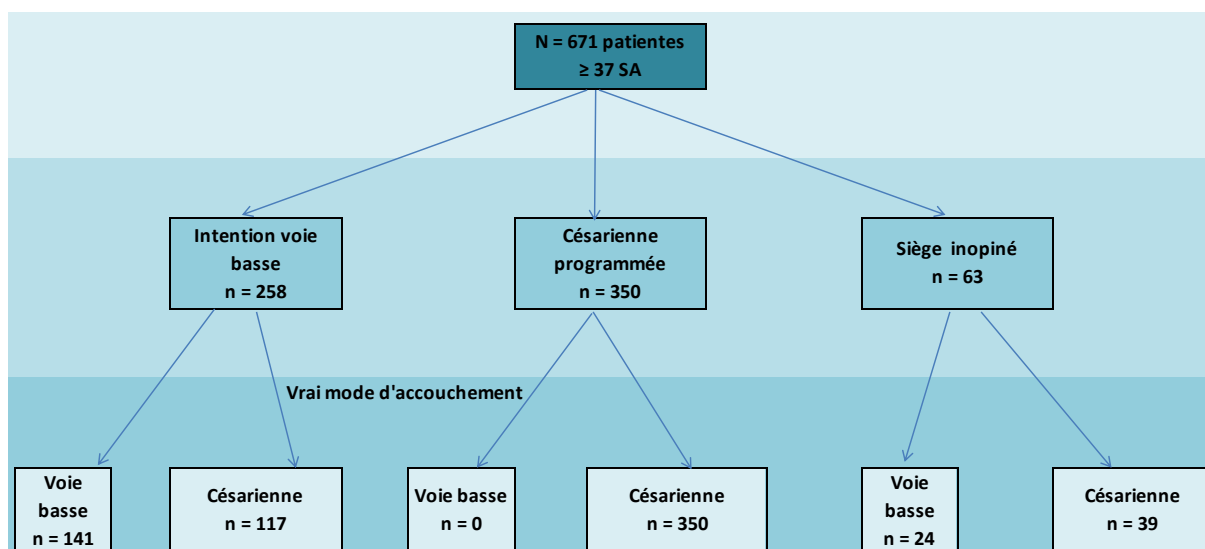 N = 671 patientes
≥ 37 SA
Intention voie
basse
n = 258
Césarienne
programmée
n = 350
Siège inopiné
n = 63
Vrai mode d'accouchement
Voie
basse
n = 141
Césarienne
n = 117
Voie basse
n = 0
Césarienne
n = 350
Voie
basse
n = 24
Césarienne
n = 39